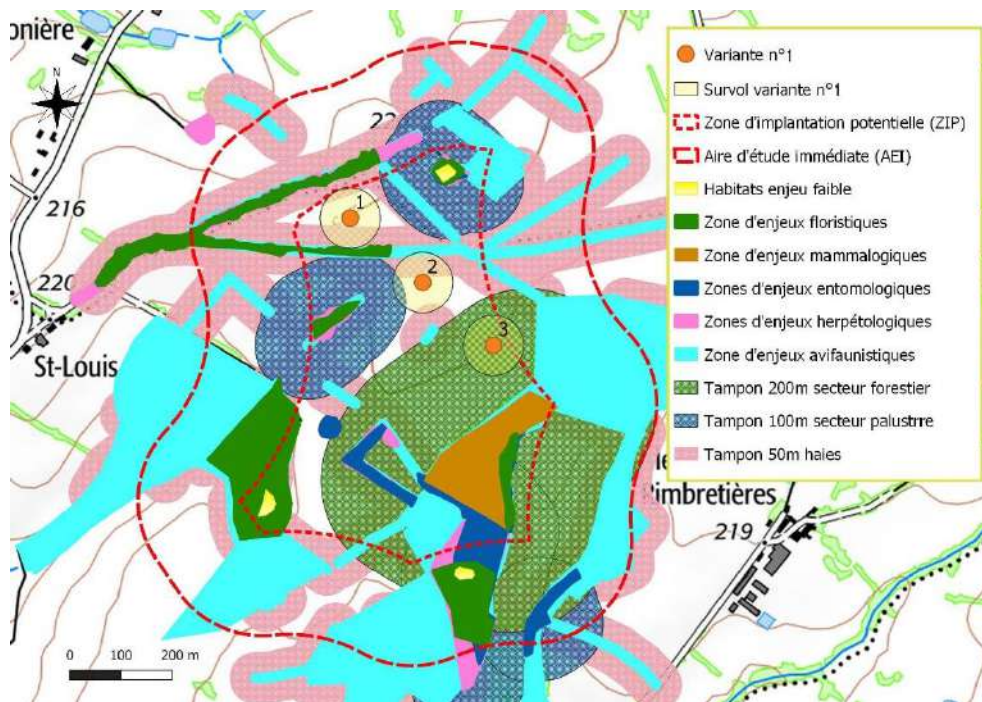 onière
N
22
216
220
St-Louis
1
2
3
imbretières
219
0 100 200 m
Variante n°1
Survol variante n°1
Zone d'implantation potentielle (ZIP)
Aire d'étude immédiate (AEI)
Habitats enjeu faible
Zone d'enjeux floristiques
Zone d'enjeux mammalogiques
Zones d'enjeux entomologiques
Zones d'enjeux herpétologiques
Zone d'enjeux avifaunistiques
Tampon 200m secteur forestier
Tampon 100m secteur palustrre
Tampon 50m haies